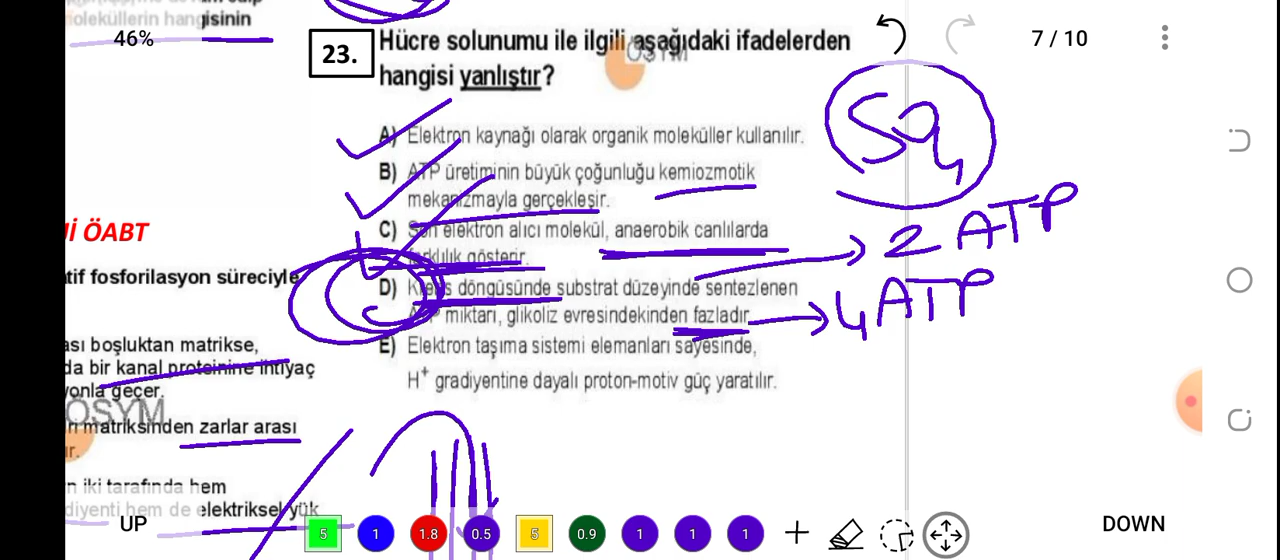 oleküllerin hangisinin
46%
23.
Hücre solunumu ile ilgili aşağıdaki ifadelerden
hangisi yanlıştır?
ÖSYM
7 / 10
A) Elektron kaynağı olarak organik moleküller kullanılır.
B) ATP üretiminin büyük çoğunluğu kemiozmotik
mekanizmayla gerçekleşir.
C) Son elektron alıcı molekül, anaerobik canlılarda
farklılık gösterir.
D) Krebs döngüsünde substrat düzeyinde sentezlenen
ATP miktarı, glikoliz evresindekinden fazladır.
E) Elektron taşıma sistemi elemanları sayesinde,
H+ gradiyentine dayalı proton-motiv güç yaratılır.
2 ATP
4 ATP
Jİ ÖABT
tif fosforilasyon süreciyle
ası boşluktan matrikse,
da bir kanal proteinine ihtiyaç
yonla geçer.
ÖSYM
n matriksinden zarlar arası
ır.
n iki tarafında hem
diyenti hem de elektriksel yük
UP
5 1 1.8 0.5 5 0.9 1 1 1
DOWN